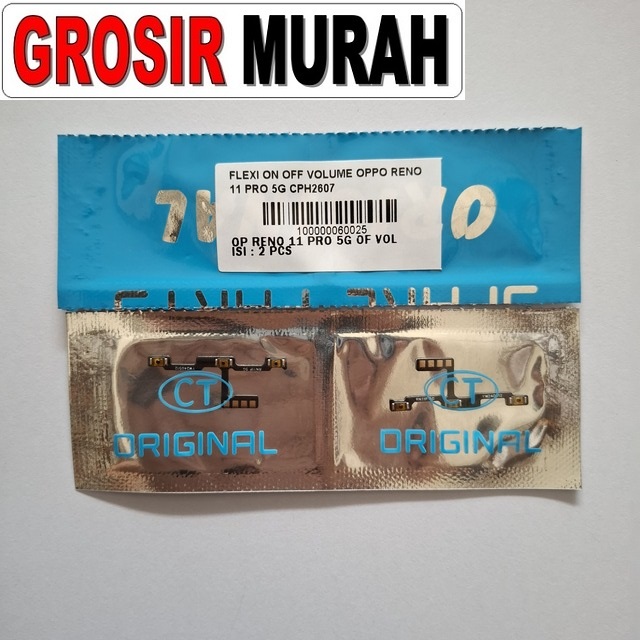 GROSIR MURAH
FLEXI ON OFF VOLUME OPPO RENO
11 PRO 5G CPH2607
100000060025
OP RENO 11 PRO 5G OF VOL
ISI : 2 PCS
CT CT
ORIGINAL ORIGINAL